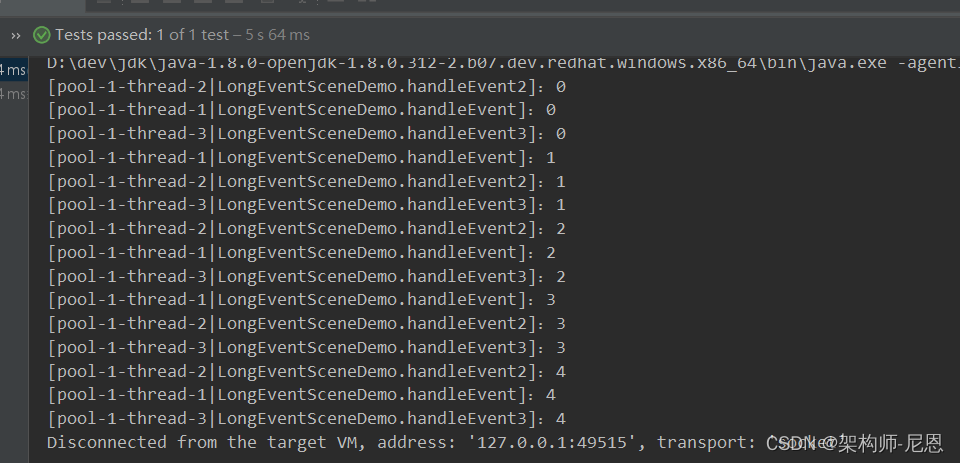 Tests passed: 1 of 1 test – 5 s 64 ms
4 ms
D:\dev\jdk\java-1.8.0-openjdk-1.8.0.312-2.b07.dev.redhat.windows.x86_64\bin\java.exe -agentl
4 ms
[pool-1-thread-2|LongEventSceneDemo.handleEvent2]：0
[pool-1-thread-1|LongEventSceneDemo.handleEvent]：0
[pool-1-thread-3|LongEventSceneDemo.handleEvent3]：0
[pool-1-thread-1|LongEventSceneDemo.handleEvent]：1
[pool-1-thread-2|LongEventSceneDemo.handleEvent2]：1
[pool-1-thread-3|LongEventSceneDemo.handleEvent3]：1
[pool-1-thread-2|LongEventSceneDemo.handleEvent2]：2
[pool-1-thread-1|LongEventSceneDemo.handleEvent]：2
[pool-1-thread-3|LongEventSceneDemo.handleEvent3]：2
[pool-1-thread-1|LongEventSceneDemo.handleEvent]：3
[pool-1-thread-2|LongEventSceneDemo.handleEvent2]：3
[pool-1-thread-3|LongEventSceneDemo.handleEvent3]：3
[pool-1-thread-2|LongEventSceneDemo.handleEvent2]：4
[pool-1-thread-1|LongEventSceneDemo.handleEvent]：4
[pool-1-thread-3|LongEventSceneDemo.handleEvent3]：4
Disconnected from the target VM, address: '127.0.0.1:49515', transport: 'socket'
CSDN @架构师-尼恩